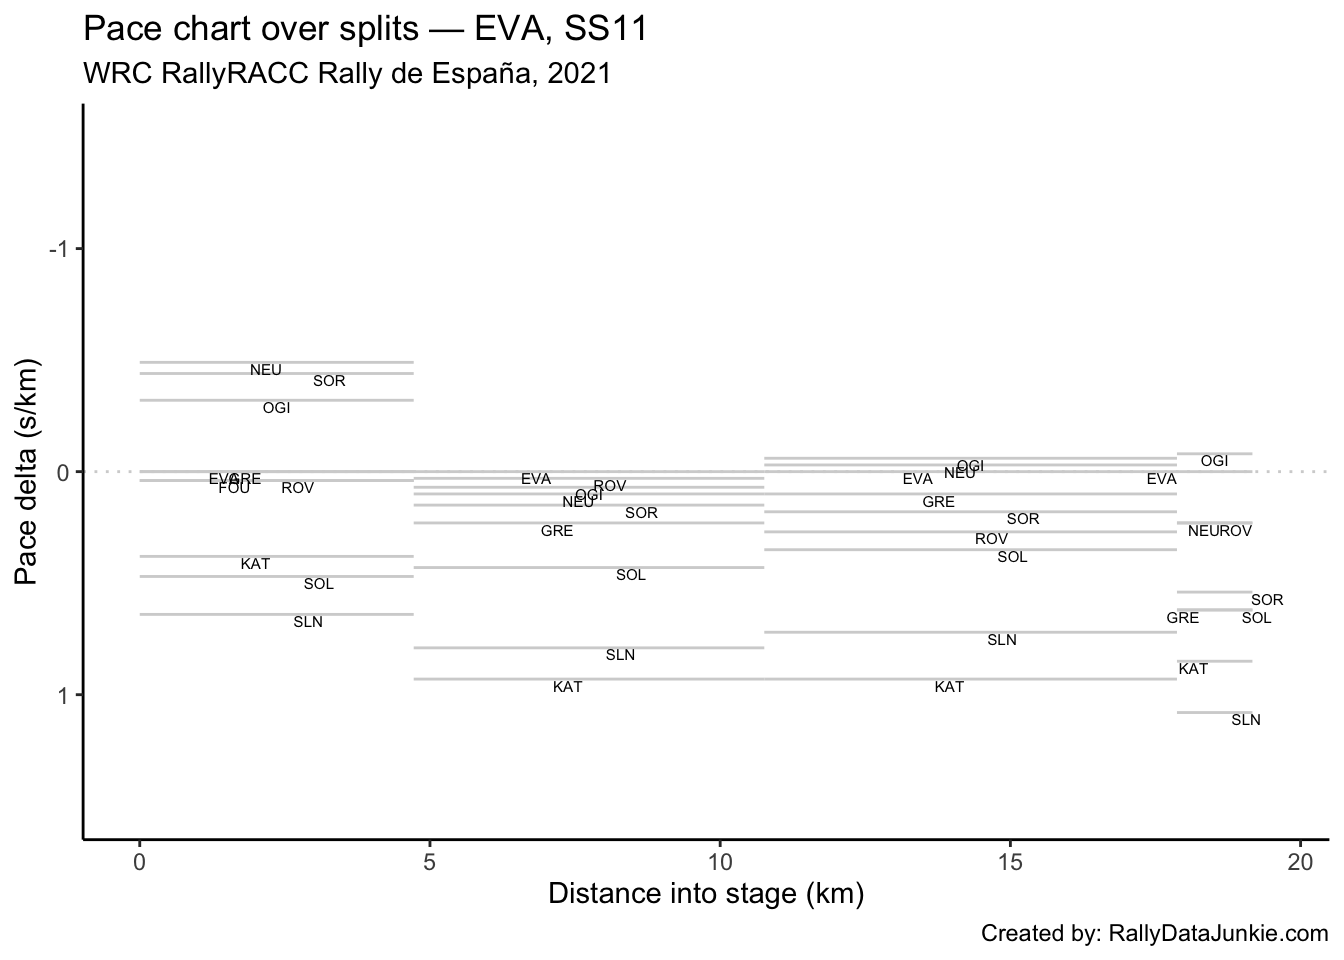 Pace chart over splits — EVA, SS11
WRC RallyRACC Rally de España, 2021
Pace delta (s/km)
-1
0
1
NEU
SOR
OGI
EVA GRE
FOU ROV
KAT
SOL
SLN
EVA
ROV
OGI
NEU
SOR
GRE
SOL
SLN
KAT
OGI
NEU
EVA
GRE
SOR
ROV
SOL
SLN
KAT
OGI
EVA
NEU ROV
SOR
GRE SOL
KAT
SLN
0 5 10 15 20
Distance into stage (km)
Created by: RallyDataJunkie.com